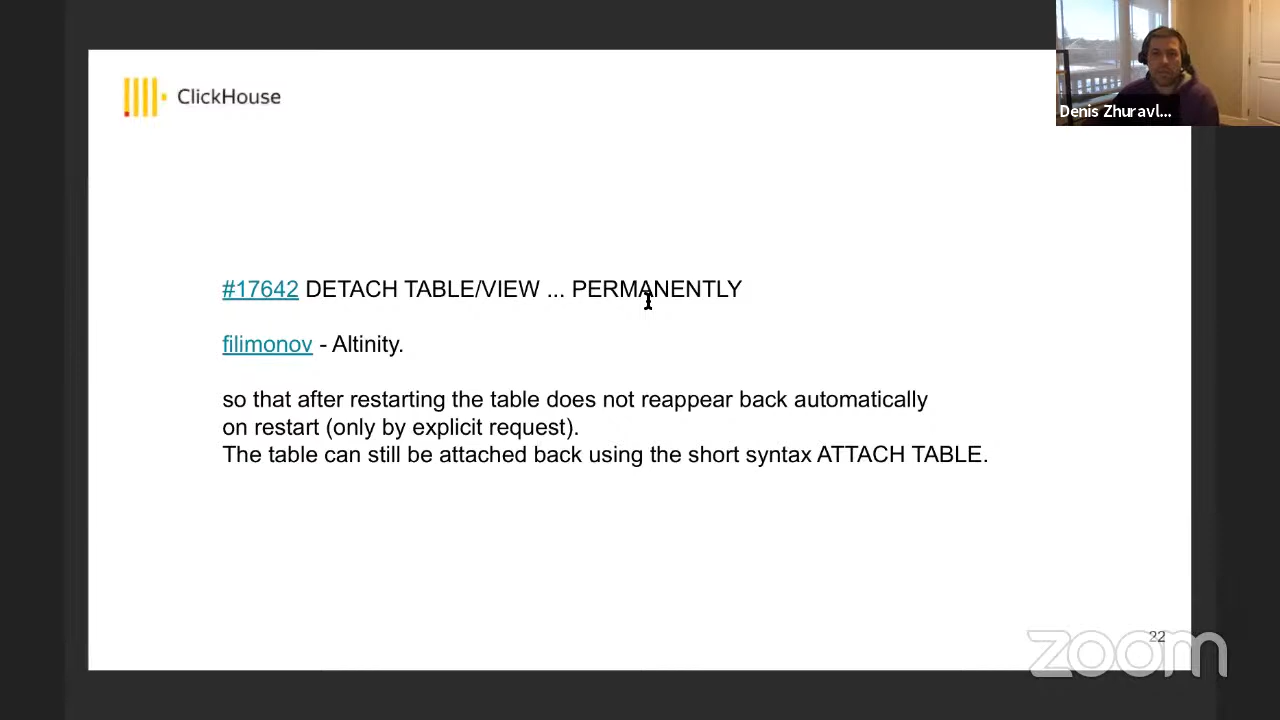 ClickHouse
Denis Zhuravl...
#17642 DETACH TABLE/VIEW ... PERMANENTLY
filimonov - Altinity.
so that after restarting the table does not reappear back automatically
on restart (only by explicit request).
The table can still be attached back using the short syntax ATTACH TABLE.
22
zoom